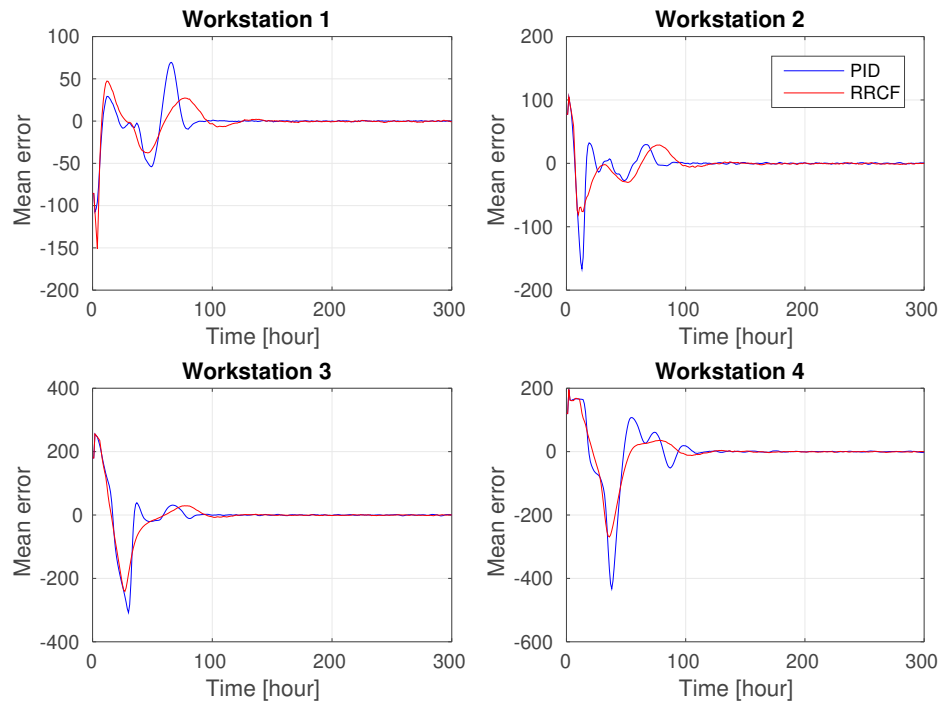 Workstation 1
100
50
0
-50
-100
-150
-200
Mean error
0
100
200
300
Time [hour]
Workstation 2
200
100
0
-100
-200
Mean error
0
100
200
300
Time [hour]
PID
RRCF
Workstation 3
400
200
0
-200
-400
Mean error
0
100
200
300
Time [hour]
Workstation 4
200
0
-200
-400
-600
Mean error
0
100
200
300
Time [hour]